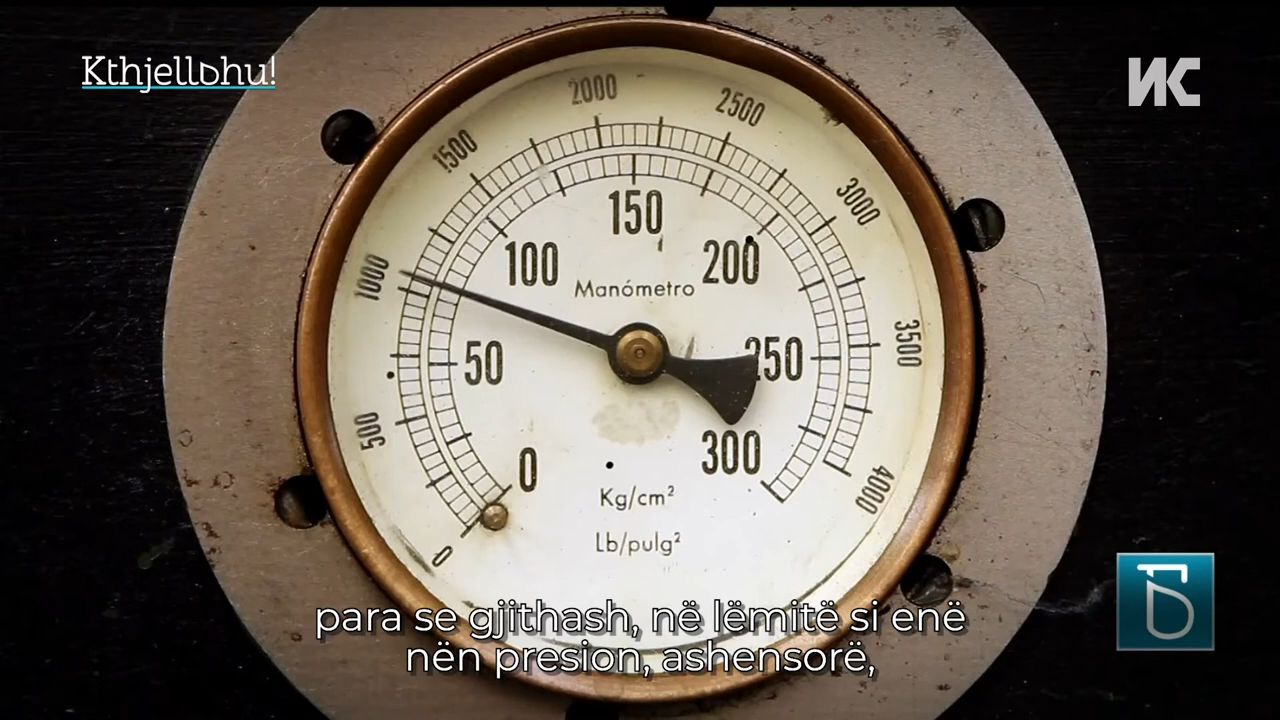 Kthjellohu!
ИС
2000
2500
1500
3000
1000
3500
500
4000
0
150
100
200
50
250
0
300
Manómetro
Kg/cm²
Lb/pulg²
para se gjithash, në lëmitë si enë
nën presion, ashensorë,